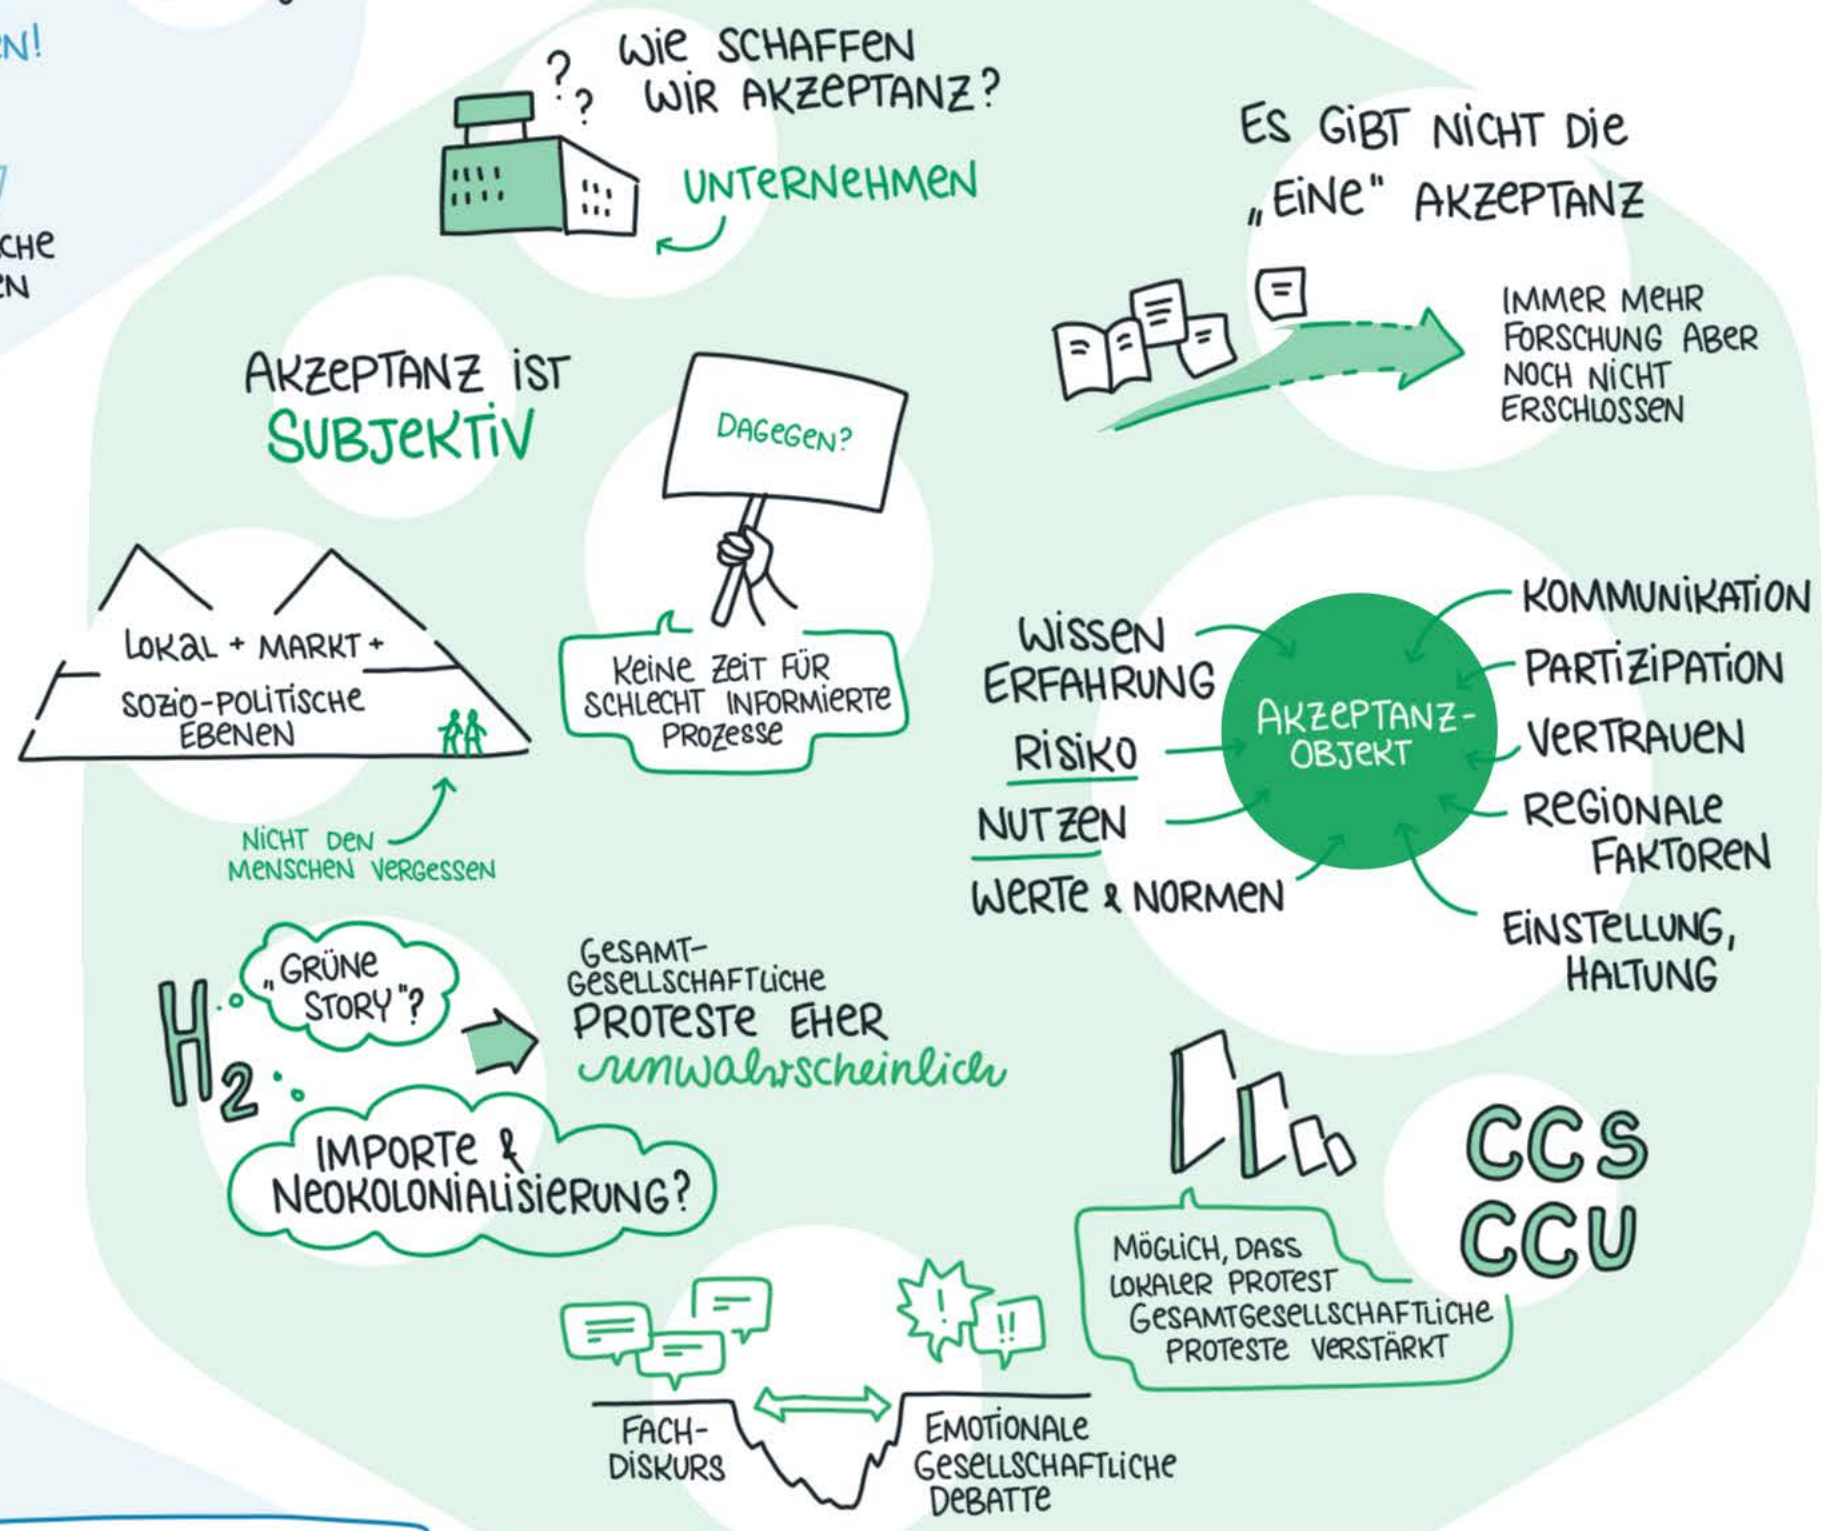 EN!
CHE
EN
? WIE SCHAFFEN
? WIR AKZEPTANZ?
UNTERNEHMEN
ES GIBT NICHT DIE
„EINE" AKZEPTANZ
IMMER MEHR
FORSCHUNG ABER
NOCH NICHT
ERSCHLOSSEN
AKZEPTANZ IST
SUBJEKTIV
DAGEGEN?
KEINE ZEIT FÜR
SCHLECHT INFORMIERTE
PROZESSE
LOKAL + MARKT +
SOZIO-POLITISCHE
EBENEN
NICHT DEN
MENSCHEN VERGESSEN
WISSEN
ERFAHRUNG
RISIKO
NUTZEN
WERTE & NORMEN
AKZEPTANZ-
OBJEKT
KOMMUNIKATION
PARTIZIPATION
VERTRAUEN
REGIONALE
FAKTOREN
EINSTELLUNG,
HALTUNG
H2
„GRÜNE
STORY"?
GESAMT-
GESELLSCHAFTLICHE
PROTESTE EHER
unwahrscheinlich
IMPORTE &
NEOKOLONIALISIERUNG?
CCS
CCU
MÖGLICH, DASS
LOKALER PROTEST
GESAMTGESELLSCHAFTLICHE
PROTESTE VERSTÄRKT
!
!!
FACH-
DISKURS
EMOTIONALE
GESELLSCHAFTLICHE
DEBATTE